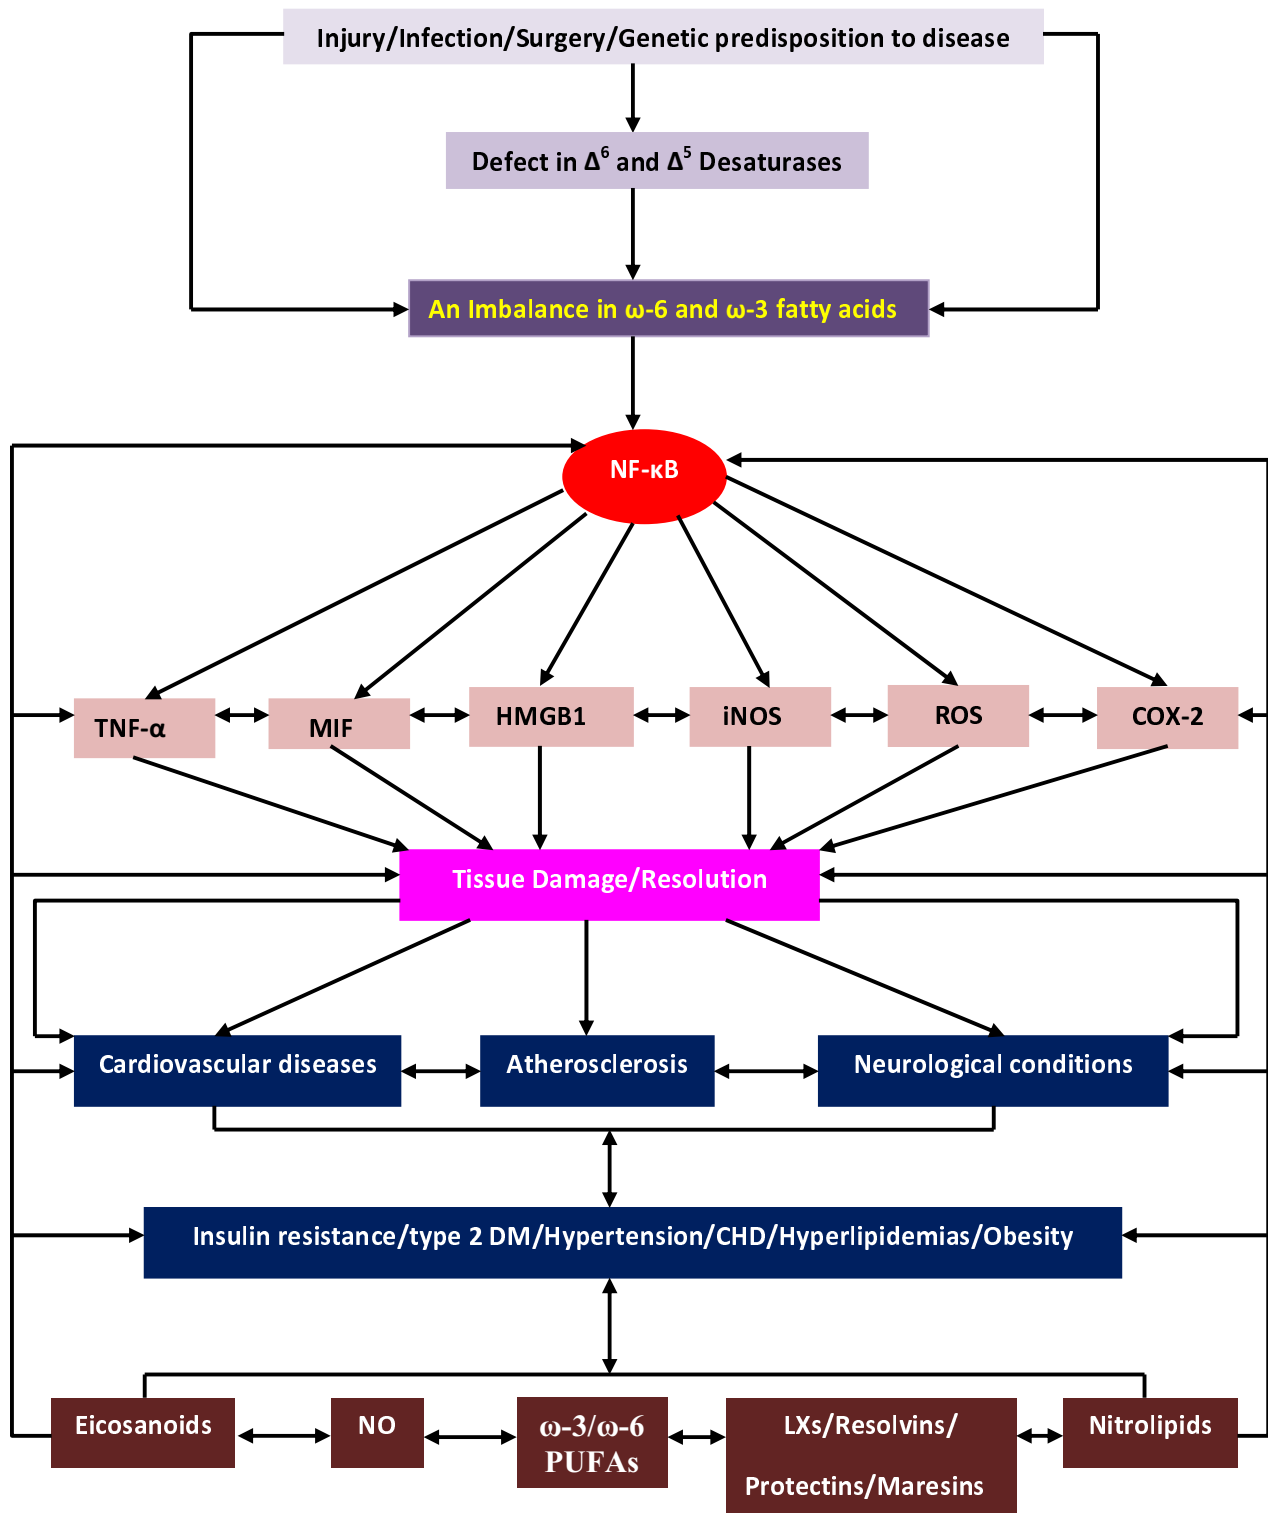 Injury/Infection/Surgery/Genetic predisposition to disease
Defect in Δ⁶ and Δ⁵ Desaturases
An Imbalance in ω-6 and ω-3 fatty acids
NF-κB
TNF-α
MIF
HMGB1
iNOS
ROS
COX-2
Tissue Damage/Resolution
Cardiovascular diseases
Atherosclerosis
Neurological conditions
Insulin resistance/type 2 DM/Hypertension/CHD/Hyperlipidemias/Obesity
Eicosanoids
NO
ω-3/ω-6
PUFAs
LXs/Resolvins/
Protectins/Maresins
Nitrolipids